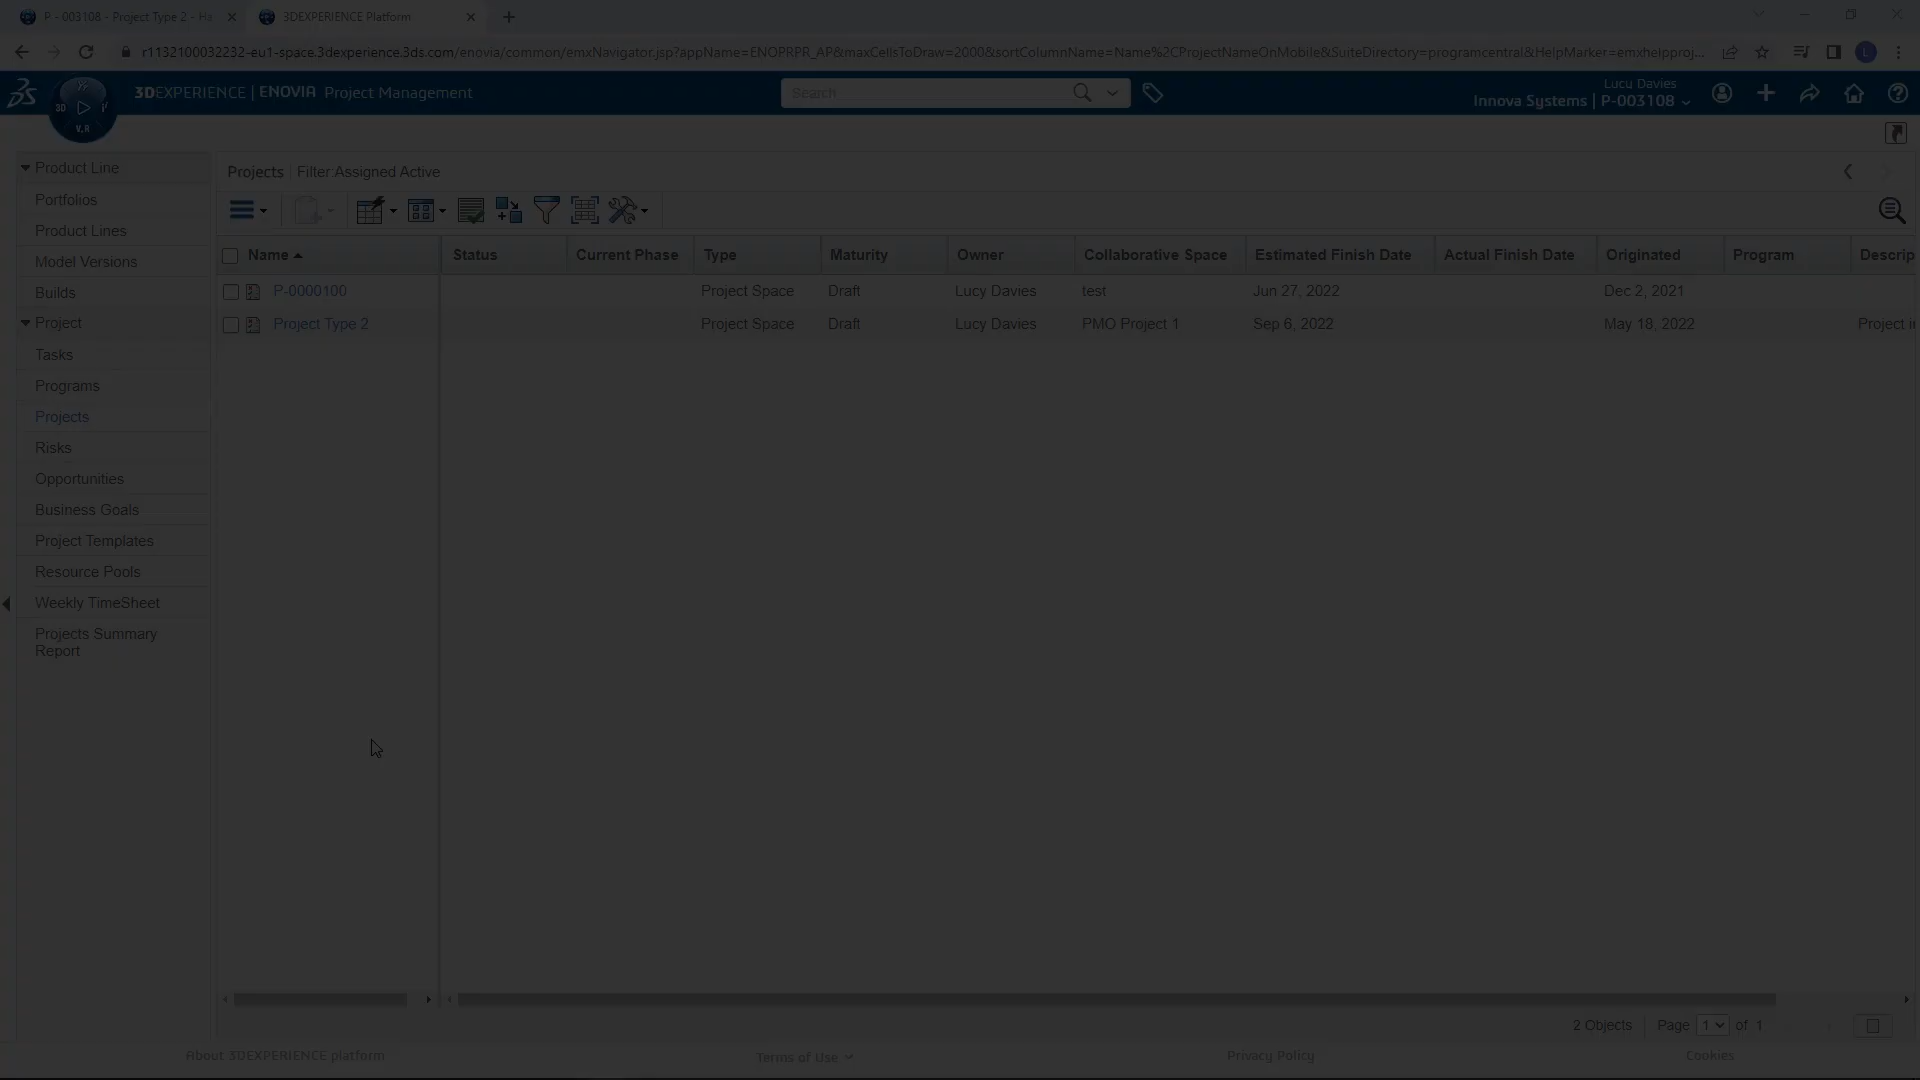 P - 003108 - Project Type 2 - Ha
3DEXPERIENCE Platform
r1132100032232-eu1-space.3dexperience.3ds.com/enovia/common/emxNavigator.jsp?appName=ENOPRPR_AP&maxCellsToDraw=2000&sortColumnName=Name%2CProjectNameOnMobile&SuiteDirectory=programcentral&HelpMarker=emxhelpproj...
L
3D
V.R
3DEXPERIENCE | ENOVIA Project Management
Search
Lucy Davies
Innova Systems | P-003108
Product Line
Portfolios
Product Lines
Model Versions
Builds
Project
Tasks
Programs
Projects
Risks
Opportunities
Business Goals
Project Templates
Resource Pools
Weekly TimeSheet
Projects Summary
Report
Projects | Filter:Assigned Active
Name Status Current Phase Type Maturity Owner Collaborative Space Estimated Finish Date Actual Finish Date Originated Program Descrip
P-0000100 Project Space Draft Lucy Davies test Jun 27, 2022 Dec 2, 2021
Project Type 2 Project Space Draft Lucy Davies PMO Project 1 Sep 6, 2022 May 18, 2022 Project i
2 Objects Page 1 of 1
About 3DEXPERIENCE platform Terms of Use Privacy Policy Cookies